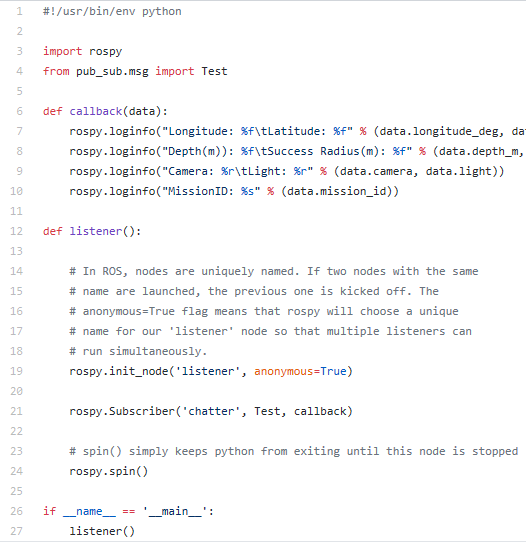 1 #!/usr/bin/env python
2
3 import rospy
4 from pub_sub.msg import Test
5
6 def callback(data):
7     rospy.loginfo("Longitude: %f\tLatitude: %f" % (data.longitude_deg, dat
8     rospy.loginfo("Depth(m)): %f\tSuccess Radius(m): %f" % (data.depth_m,
9     rospy.loginfo("Camera: %r\tLight: %r" % (data.camera, data.light))
10     rospy.loginfo("MissionID: %s" % (data.mission_id))
11
12 def listener():
13
14     # In ROS, nodes are uniquely named. If two nodes with the same
15     # name are launched, the previous one is kicked off. The
16     # anonymous=True flag means that rospy will choose a unique
17     # name for our 'listener' node so that multiple listeners can
18     # run simultaneously.
19     rospy.init_node('listener', anonymous=True)
20
21     rospy.Subscriber('chatter', Test, callback)
22
23     # spin() simply keeps python from exiting until this node is stopped
24     rospy.spin()
25
26 if __name__ == '__main__':
27     listener()